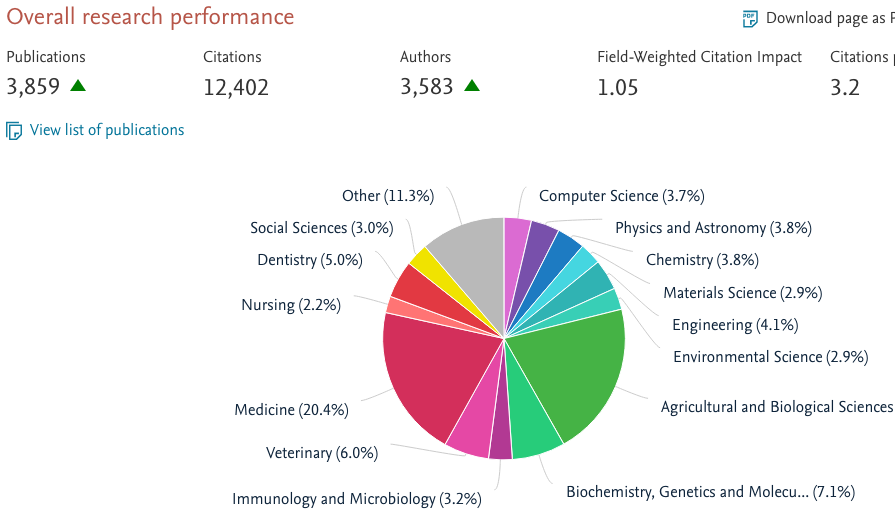 Overall research performance
Download page as
Publications
Citations
Authors
Field-Weighted Citation Impact
Citations
3,859
12,402
3,583
1.05
3.2
View list of publications
Other (11.3%)
Computer Science (3.7%)
Social Sciences (3.0%)
Physics and Astronomy (3.8%)
Dentistry (5.0%)
Chemistry (3.8%)
Materials Science (2.9%)
Nursing (2.2%)
Engineering (4.1%)
Environmental Science (2.9%)
Medicine (20.4%)
Agricultural and Biological Sciences
Veterinary (6.0%)
Immunology and Microbiology (3.2%)
Biochemistry, Genetics and Molecu... (7.1%)